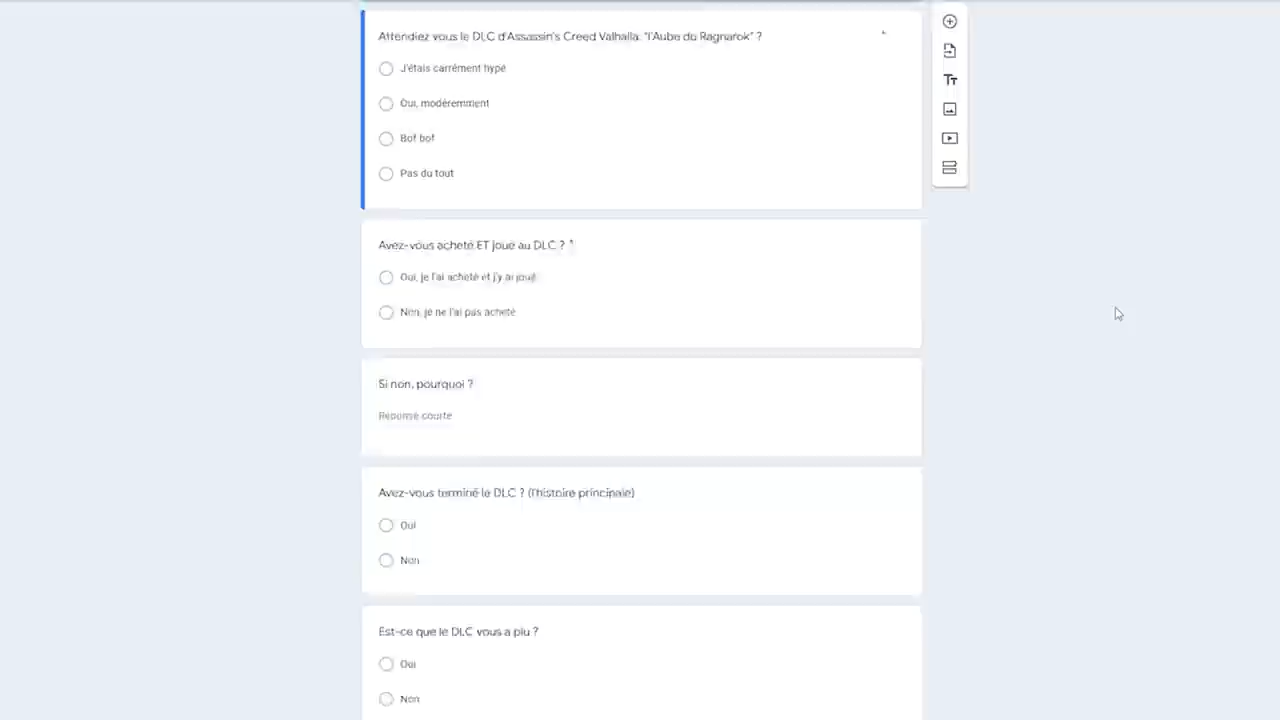 Attendiez vous le DLC d'Assassin's Creed Valhalla: "l'Aube du Ragnarok" ? *
J'étais carrément hypé
Oui, modéremment
Bof bof
Pas du tout
Avez-vous acheté ET joué au DLC ? *
Oui, je l'ai acheté et j'y ai joué
Non, je ne l'ai pas acheté
Si non, pourquoi ?
Réponse courte
Avez-vous terminé le DLC ? (l'histoire principale)
Oui
Non
Est-ce que le DLC vous a plu ?
Oui
Non